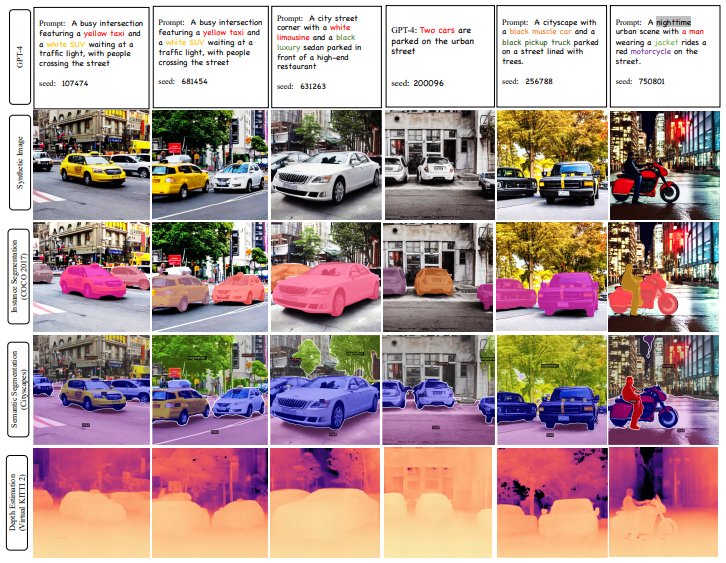 GPT-4
Prompt: A busy intersection
featuring a yellow taxi and
a white SUV waiting at a
traffic light, with people
crossing the street
seed: 107474
Prompt: A busy intersection
featuring a yellow taxi and
a white SUV waiting at a
traffic light, with people
crossing the street
seed: 681454
Prompt: A city street
corner with a white
limousine and a black
luxury sedan parked in
front of a high-end
restaurant
seed: 631263
GPT-4: Two cars are
parked on the urban
street
seed: 200096
Prompt: A cityscape with
a black muscle car and a
black pickup truck parked
on a street lined with
trees.
seed: 256788
Prompt: A nighttime
urban scene with a man
wearing a jacket rides a
red motorcycle on the
street.
seed: 750801
Synthetic Image
Instance Segmentation
(COCO 2017)
Semantic Segmentation
(Cityscapes)
Depth Estimation
(Virtual KITTI 2)